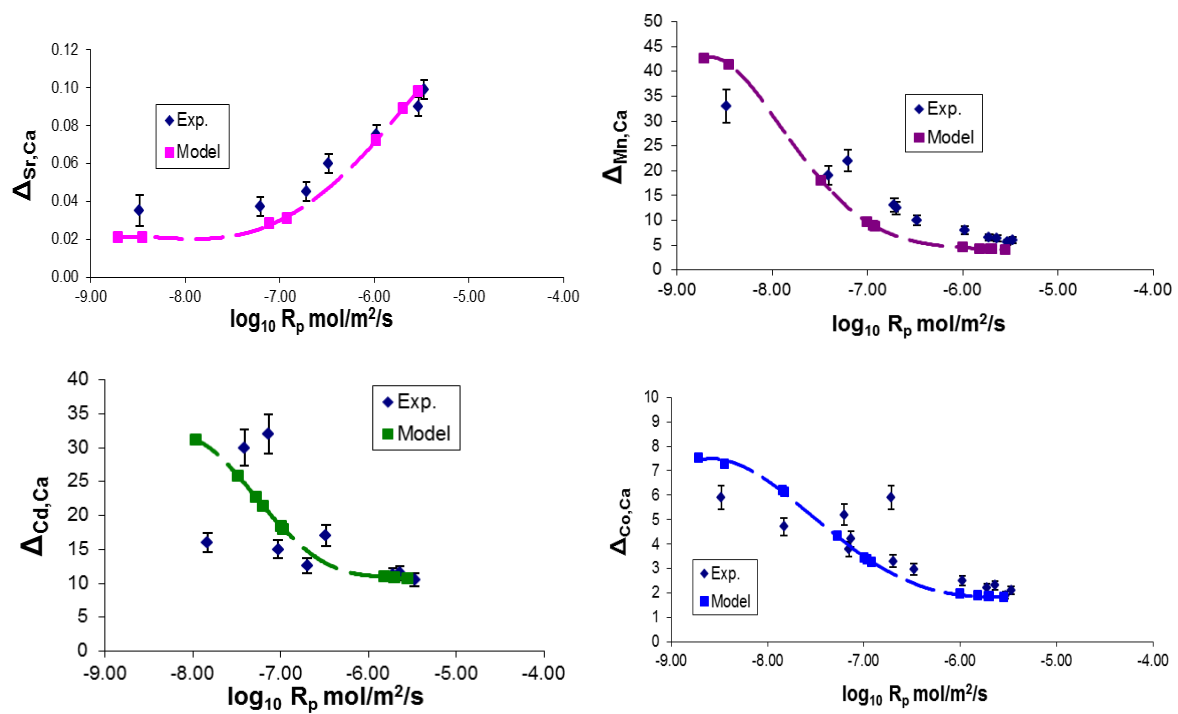 0.12
0.10
0.08
0.06
0.04
0.02
0.00
ΔSr,Ca
Exp.
Model
-9.00 -8.00 -7.00 -6.00 -5.00 -4.00
log10 Rp mol/m2/s
50
45
40
35
30
25
20
15
10
5
0
ΔMn,Ca
Exp.
Model
-9.00 -8.00 -7.00 -6.00 -5.00 -4.00
log10 Rp mol/m2/s
40
35
30
25
20
15
10
5
0
ΔCd,Ca
Exp.
Model
-9.00 -8.00 -7.00 -6.00 -5.00 -4.00
log10 Rp mol/m2/s
10
9
8
7
6
5
4
3
2
1
0
ΔCo,Ca
Exp.
Model
-9.00 -8.00 -7.00 -6.00 -5.00 -4.00
log10 Rp mol/m2/s